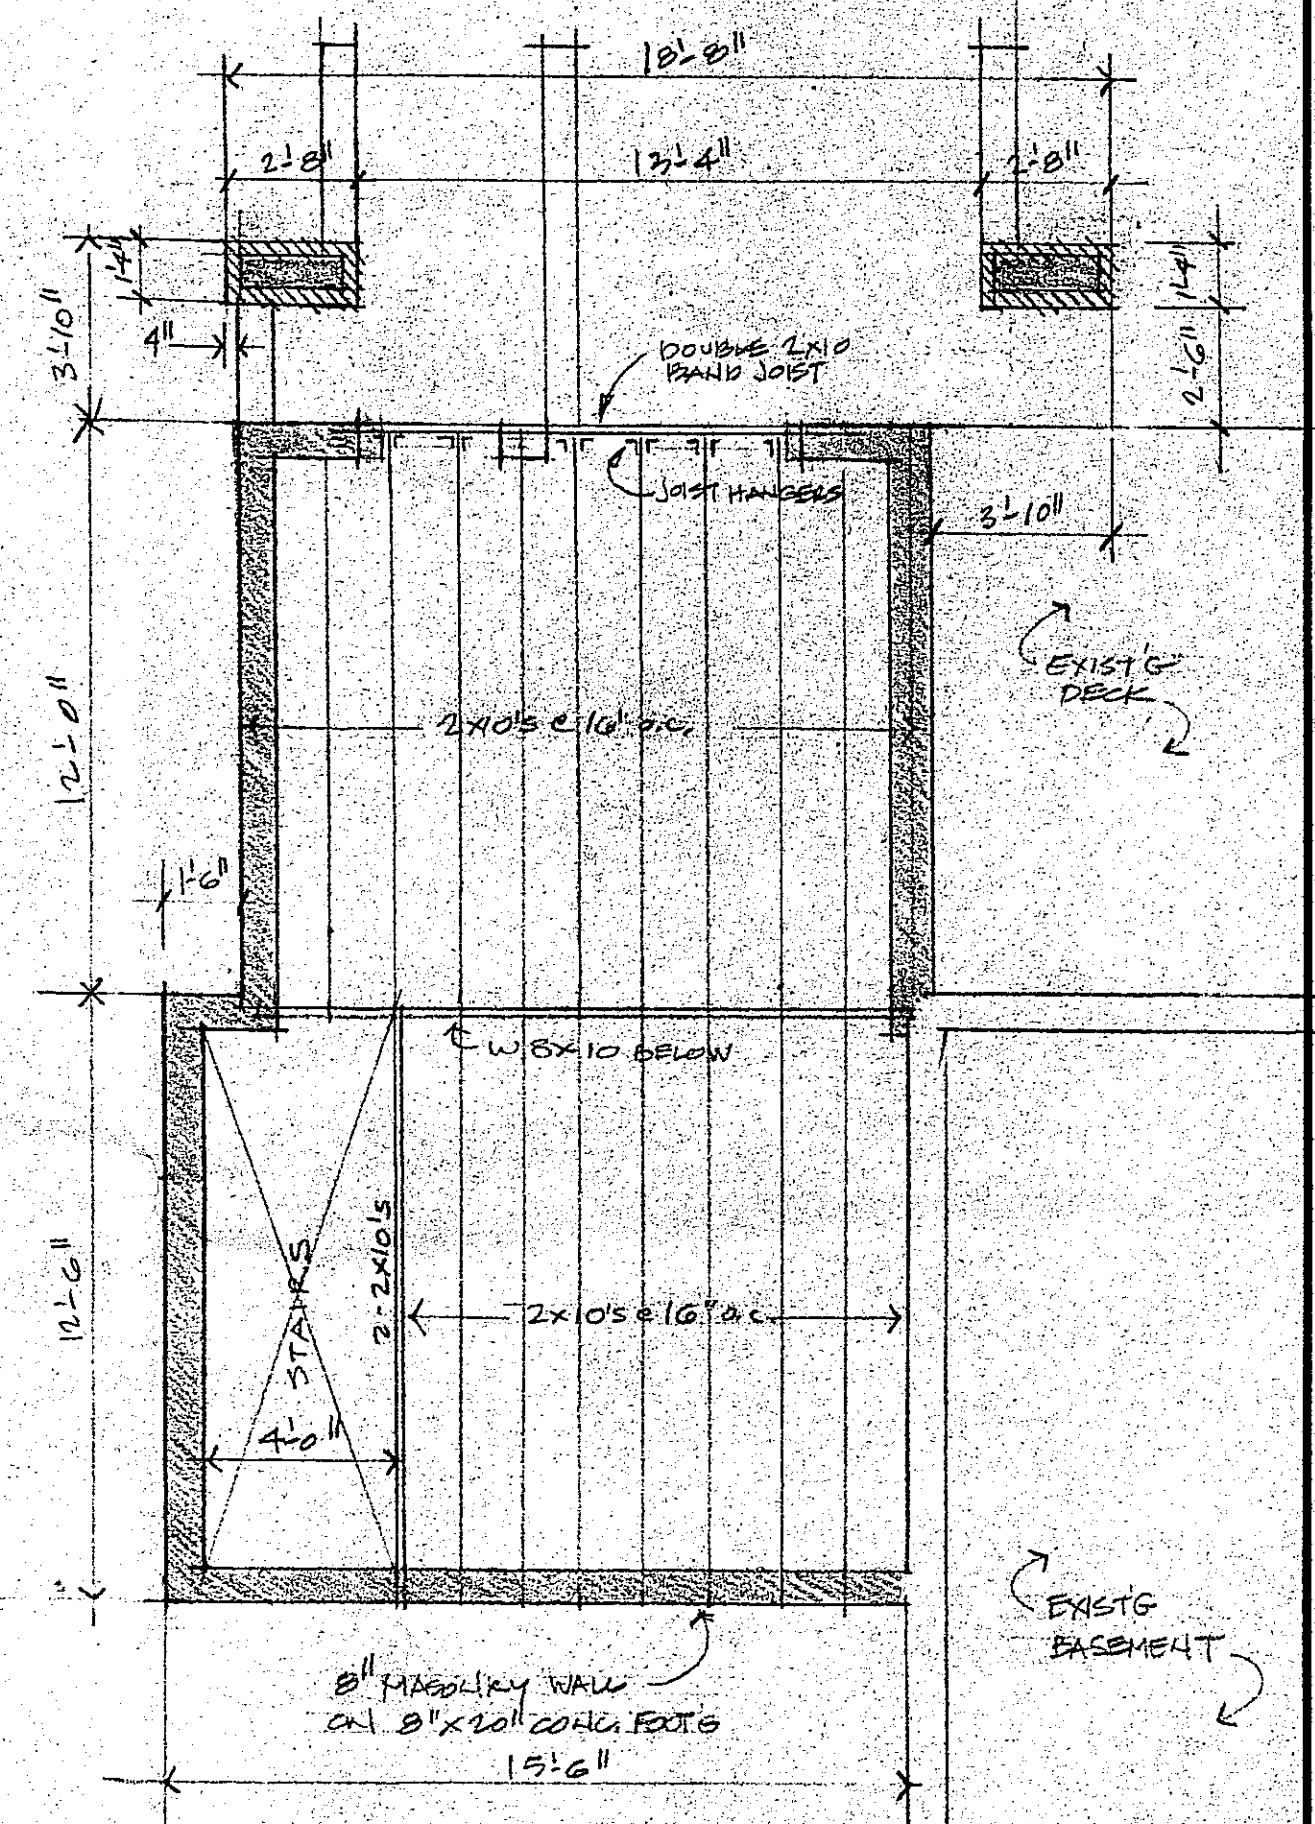 18'-8"
2'-8"
13'-4"
2'-8"
1'4"
3'-10"
4"
1'4"
2'-6"
DOUBLE 2X10
BAND JOIST
JOIST HANGERS
3'-10"
EXIST'G
DECK
2X10'S @ 16" o.c.
12'-0"
1'-6"
W 8X10 BELOW
STAIRS
2-2X10'S
2X10'S @ 16" o.c.
12'-6"
4'-0"
EXIST'G
BASEMENT
8" MASONRY WALL
ON 8"X20" CONC. FOOT'G
15'-6"